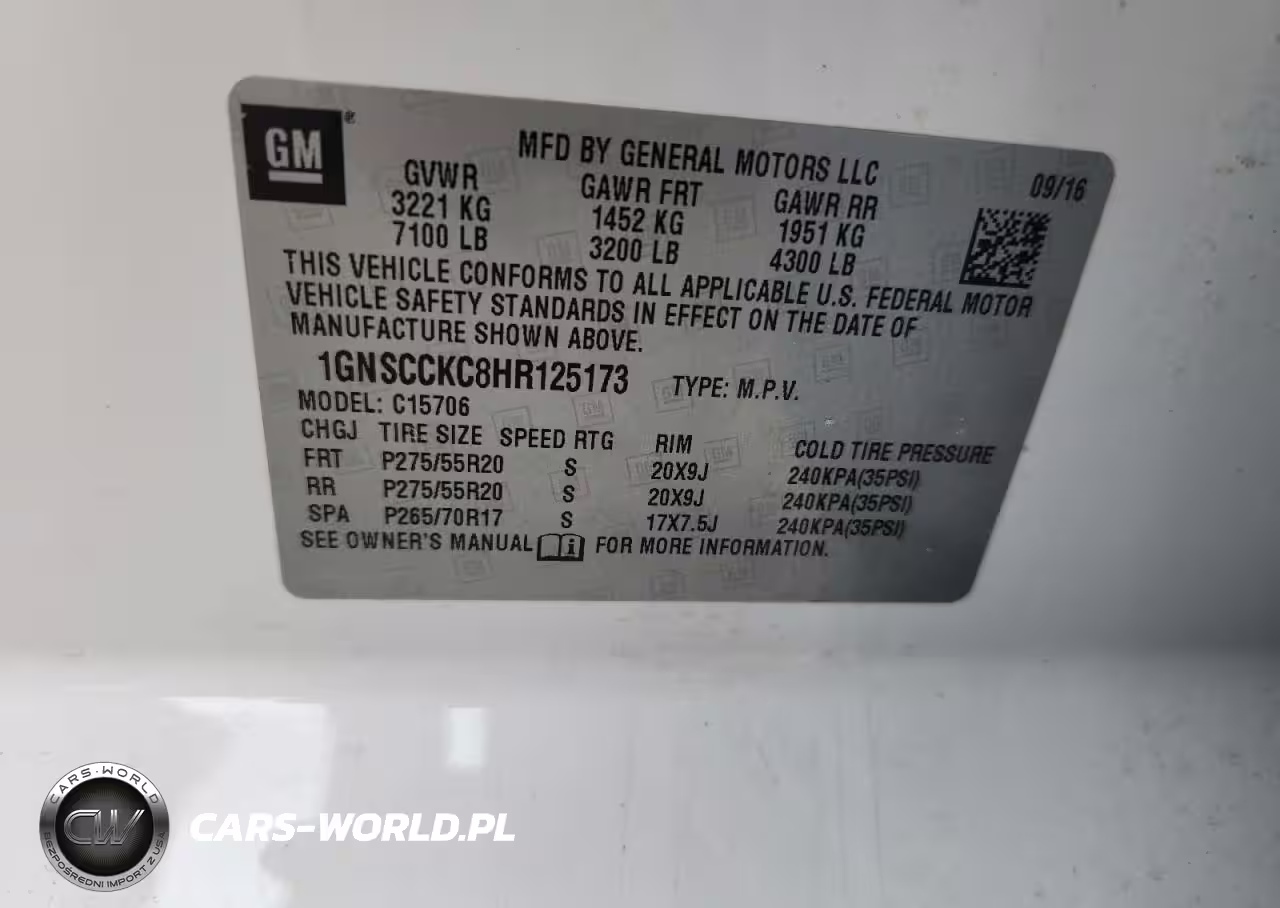 GM ®
MFD BY GENERAL MOTORS LLC
09/16
GVWR GAWR FRT GAWR RR
3221 KG 1452 KG 1951 KG
7100 LB 3200 LB 4300 LB
THIS VEHICLE CONFORMS TO ALL APPLICABLE U.S. FEDERAL MOTOR
VEHICLE SAFETY STANDARDS IN EFFECT ON THE DATE OF
MANUFACTURE SHOWN ABOVE.
1GNSCCKC8HR125173 TYPE: M.P.V.
MODEL: C15706
CHGJ TIRE SIZE SPEED RTG RIM COLD TIRE PRESSURE
FRT P275/55R20 S 20X9J 240KPA(35PSI)
RR P275/55R20 S 20X9J 240KPA(35PSI)
SPA P265/70R17 S 17X7.5J 240KPA(35PSI)
SEE OWNER'S MANUAL FOR MORE INFORMATION.
CARS-WORLD
CW
BEZPOŚREDNI IMPORT Z USA
CARS-WORLD.PL